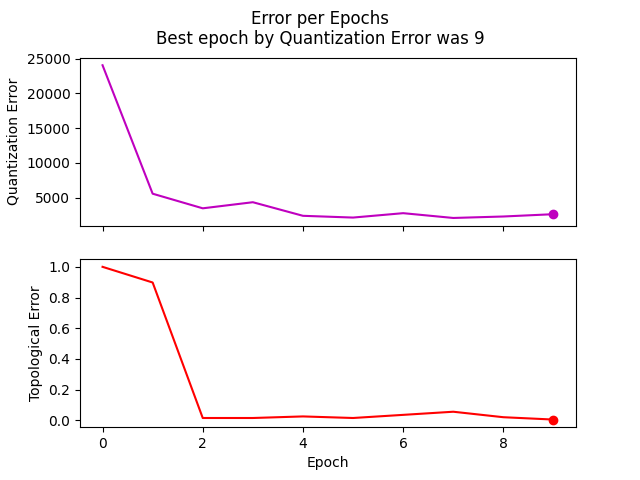 Error per Epochs
Best epoch by Quantization Error was 9
Quantization Error
25000
20000
15000
10000
5000
Topological Error
1.0
0.8
0.6
0.4
0.2
0.0
0 2 4 6 8
Epoch